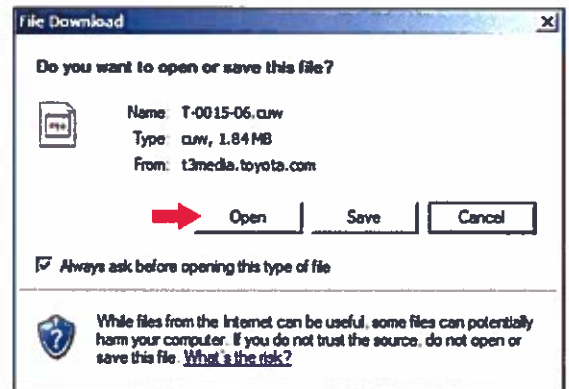 File Download
Do you want to open or save this file?
Name: T-0015-06.cuw
Type: cuw, 1.84 MB
From: t3media.toyota.com
Open Save Cancel
Always ask before opening this type of file
While files from the Internet can be useful, some files can potentially
harm your computer. If you do not trust the source, do not open or
save this file. What's the risk?